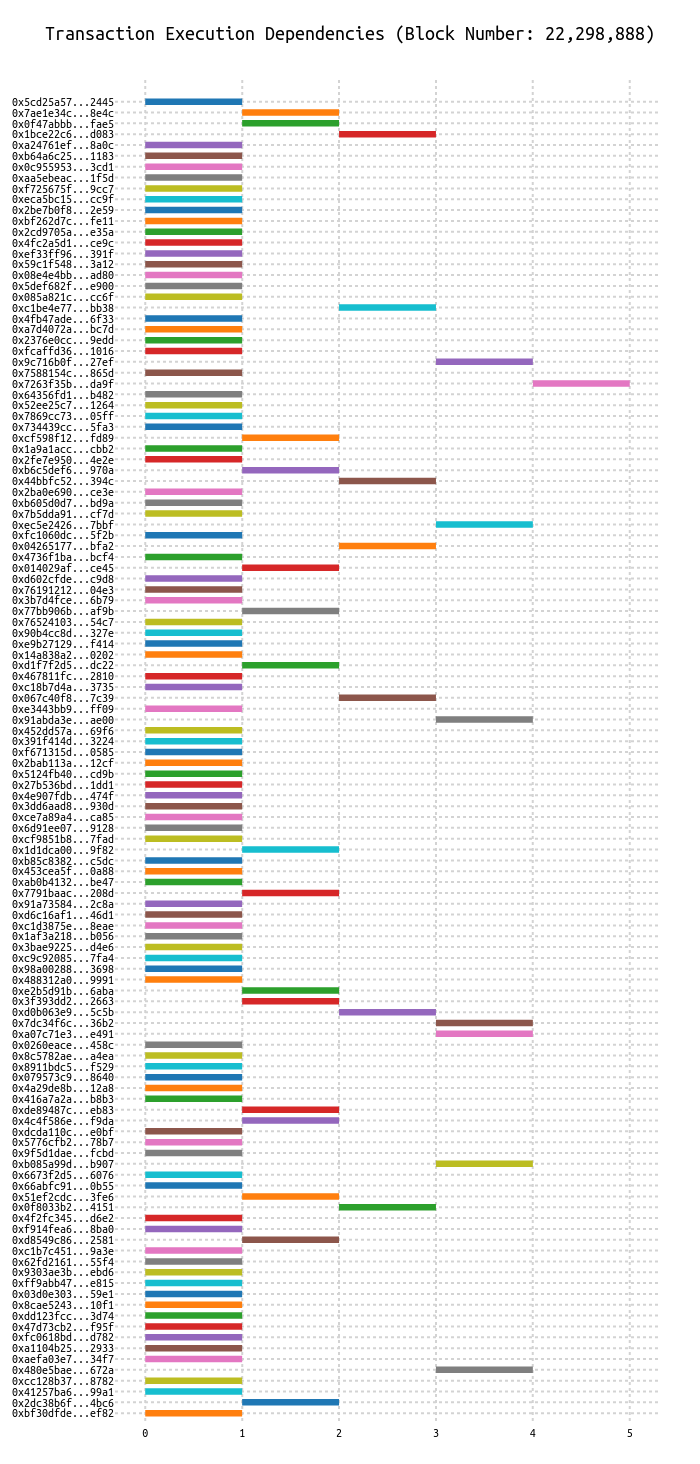 Transaction Execution Dependencies (Block Number: 22,298,888)
0x5cd25a57...2445
0x7ae1e34c...8e4c
0x0f47abbb...fae5
0x1bce22c6...d083
0xa24761ef...8a0c
0xb64a6c25...1183
0x0c955953...3cd1
0xaa5ebeac...1f5d
0xf725675f...9cc7
0xeca5bc15...cc9f
0x2be7b0f8...2e59
0xbf262d7c...fe11
0x2cd9705a...e35a
0x4fc2a5d1...ce9c
0xef33ff96...391f
0x59c1f548...3a12
0x08e4e4bb...ad80
0x5def682f...e900
0x085a821c...cc6f
0xc1be4e77...bb38
0x4fb47ade...6f33
0xa7d4072a...bc7d
0x2376e0cc...9edd
0xfcaffd36...1016
0x9c716b0f...27ef
0x7588154c...865d
0x7263f35b...da9f
0x64356fd1...b482
0x52ee25c7...1264
0x7869cc73...05ff
0x734439cc...5fa3
0xcf598f12...fd89
0x1a9a1acc...cbb2
0x2fe7e950...4e2e
0xb6c5def6...970a
0x44bbfc52...394c
0x2ba0e690...ce3e
0xb605d0d7...bd9a
0x7b5dda91...cf7d
0xec5e2426...7bbf
0xfc1060dc...5f2b
0x04265177...bfa2
0x4736f1ba...bcf4
0x014029af...ce45
0xd602cfde...c9d8
0x76191212...04e3
0x3b7d4fce...6b79
0x77bb906b...af9b
0x76524103...54c7
0x90b4cc8d...327e
0xe9b27129...f414
0x14a838a2...0202
0xd1f7f2d5...dc22
0x467811fc...2810
0xc18b7d4a...3735
0x067c40f8...7c39
0xe3443bb9...ff09
0x91abda3e...ae00
0x452dd57a...69f6
0x391f414d...3224
0xf671315d...0585
0x2bab113a...12cf
0x5124fb40...cd9b
0x27b536bd...1dd1
0x4e907fdb...474f
0x3dd6aad8...930d
0xce7a89a4...ca85
0x6d91ee07...9128
0xcf9851b8...7fad
0x1d1dca00...9f82
0xb85c8382...c5dc
0x453cea5f...0a88
0xab0b4132...be47
0x7791baac...208d
0x91a73584...2c8a
0xd6c16af1...46d1
0xc1d3875e...8eae
0x1af3a218...b056
0x3bae9225...d4e6
0xc9c92085...7fa4
0x98a00288...3698
0x488312a0...9991
0xe2b5d91b...6aba
0x3f393dd2...2663
0xd0b063e9...5c5b
0x7dc34f6c...36b2
0xa07c71e3...e491
0x0260eace...458c
0x8c5782ae...a4ea
0x8911bdc5...f529
0x079573c9...8640
0x4a29de8b...12a8
0x416a7a2a...b8b3
0xde89487c...eb83
0x4c4f586e...f9da
0xdcda110c...e0bf
0x5776cfb2...78b7
0x9f5d1dae...fcbd
0xb085a99d...b907
0x6673f2d5...6076
0x66abfc91...0b55
0x51ef2cdc...3fe6
0x0f8033b2...4151
0x4f2fc345...d6e2
0xf914fea6...8ba0
0xd8549c86...2581
0xc1b7c451...9a3e
0x62fd2161...55f4
0x9303ae3b...ebd6
0xff9abb47...e815
0x03d0e303...59e1
0x8cae5243...10f1
0xdd123fcc...3d74
0x47d73cb2...f95f
0xfc0618bd...d782
0xa1104b25...2933
0xaefa03e7...34f7
0x480e5bae...672a
0xcc128b37...8782
0x41257ba6...99a1
0x2dc38b6f...4bc6
0xbf30dfde...ef82
0 1 2 3 4 5